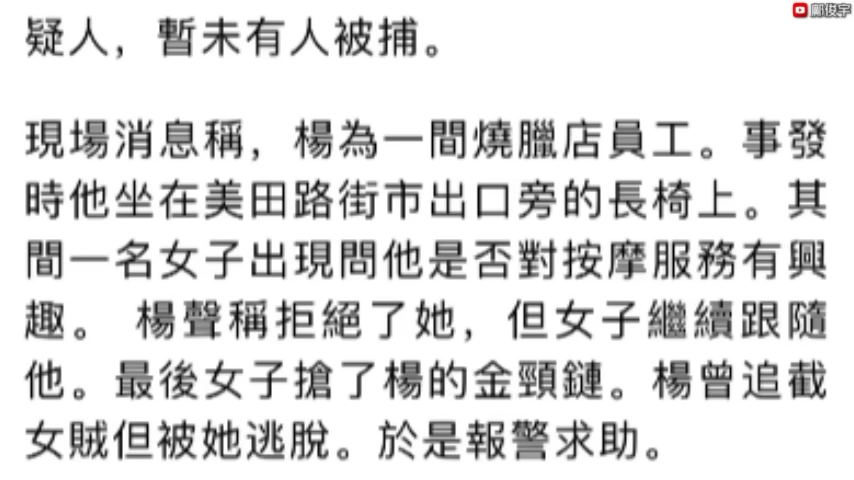 鄺俊宇
疑人，暫未有人被捕。
現場消息稱，楊為一間燒臘店員工。事發
時他坐在美田路街市出口旁的長椅上。其
間一名女子出現問他是否對按摩服務有興
趣。 楊聲稱拒絕了她，但女子繼續跟隨
他。最後女子搶了楊的金頸鏈。楊曾追截
女賊但被她逃脫。於是報警求助。